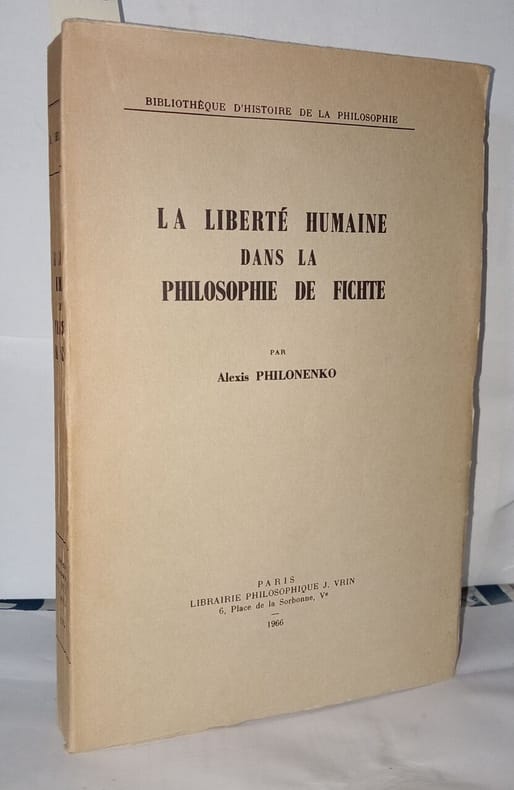 BIBLIOTHÈQUE D'HISTOIRE DE LA PHILOSOPHIE
LA LIBERTÉ HUMAINE
DANS LA
PHILOSOPHIE DE FICHTE
PAR
Alexis PHILONENKO
PARIS
LIBRAIRIE PHILOSOPHIQUE J. VRIN
6, Place de la Sorbonne, Vᵉ
1966